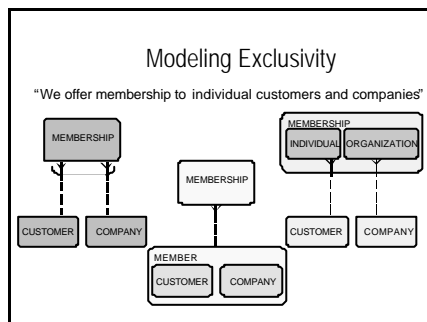 Modeling Exclusivity
"We offer membership to individual customers and companies"
MEMBERSHIP
CUSTOMER
COMPANY
MEMBERSHIP
MEMBER
CUSTOMER
COMPANY
MEMBERSHIP
INDIVIDUAL
ORGANIZATION
CUSTOMER
COMPANY